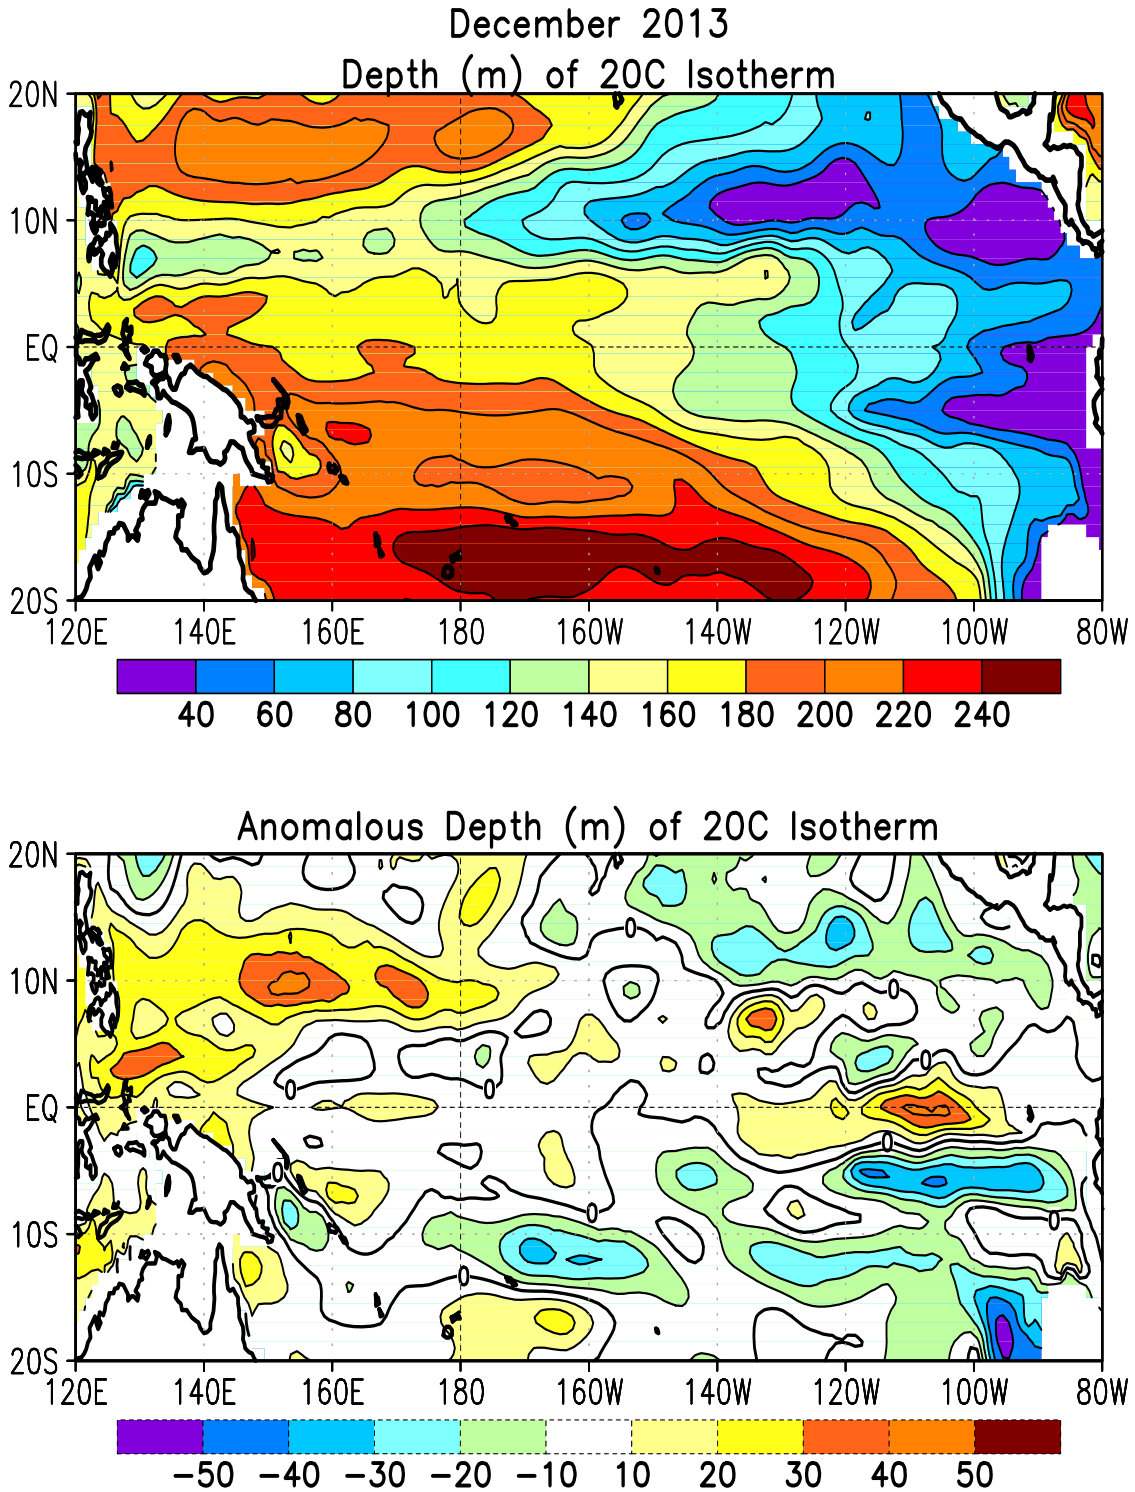 December 2013
Depth (m) of 20C Isotherm
20N
10N
EQ
10S
20S
120E 140E 160E 180 160W 140W 120W 100W 80W
40 60 80 100 120 140 160 180 200 220 240
Anomalous Depth (m) of 20C Isotherm
20N
0
10N
0
0 0 0
EQ
0
0
0 0
10S
0
20S
120E 140E 160E 180 160W 140W 120W 100W 80W
-50 -40 -30 -20 -10 10 20 30 40 50